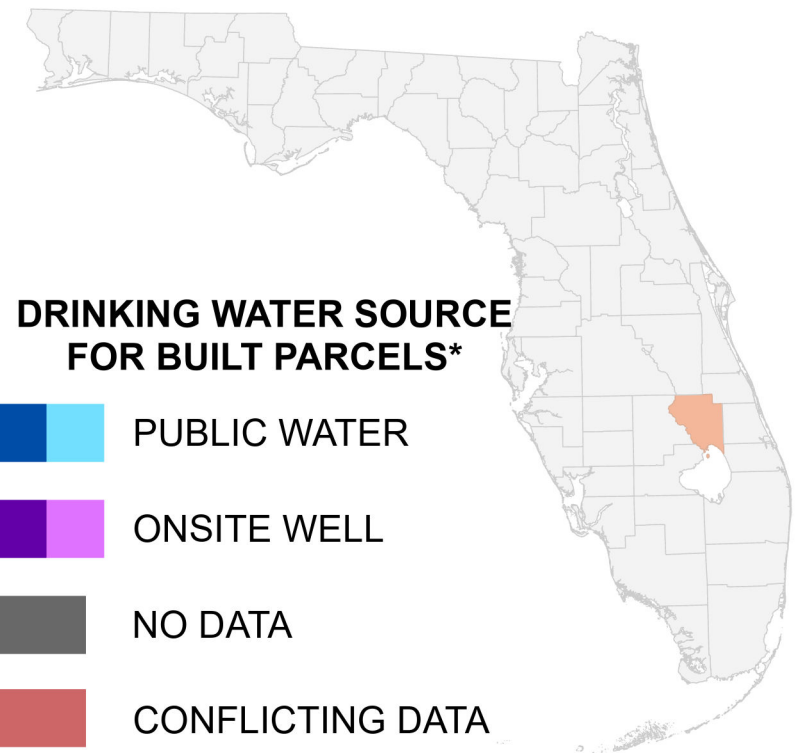 DRINKING WATER SOURCE
FOR BUILT PARCELS*
PUBLIC WATER
ONSITE WELL
NO DATA
CONFLICTING DATA